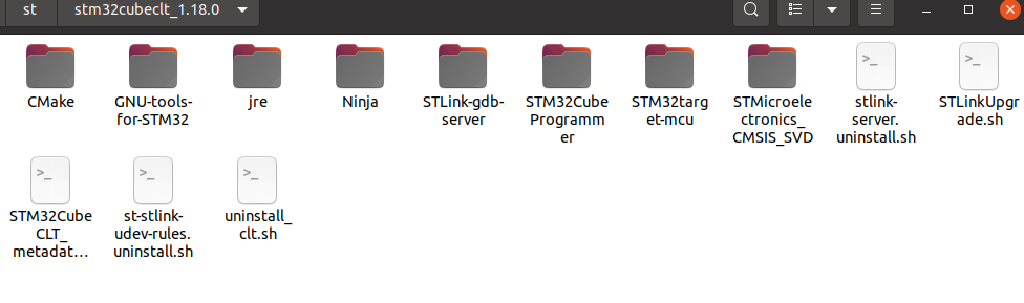 st
stm32cubeclt_1.18.0
CMake
GNU-tools-
for-STM32
jre
Ninja
STLink-gdb-
server
STM32Cube
Programm
er
STM32targ
et-mcu
STMicroele
ctronics_
CMSIS_SVD
stlink-
server.
uninstall.sh
STLinkUpgr
ade.sh
STM32Cube
CLT_
metadat...
st-stlink-
udev-rules.
uninstall.sh
uninstall_
clt.sh